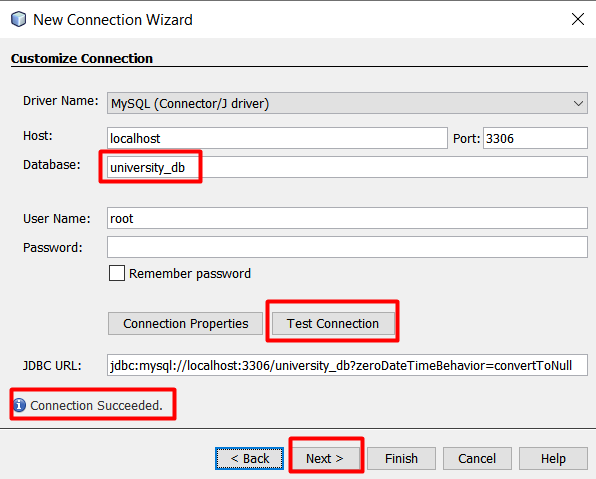 New Connection Wizard
Customize Connection
Driver Name: MySQL (Connector/J driver)
Host: localhost Port: 3306
Database: university_db
User Name: root
Password:
Remember password
Connection Properties Test Connection
JDBC URL: jdbc:mysql://localhost:3306/university_db?zeroDateTimeBehavior=convertToNull
Connection Succeeded.
< Back Next > Finish Cancel Help